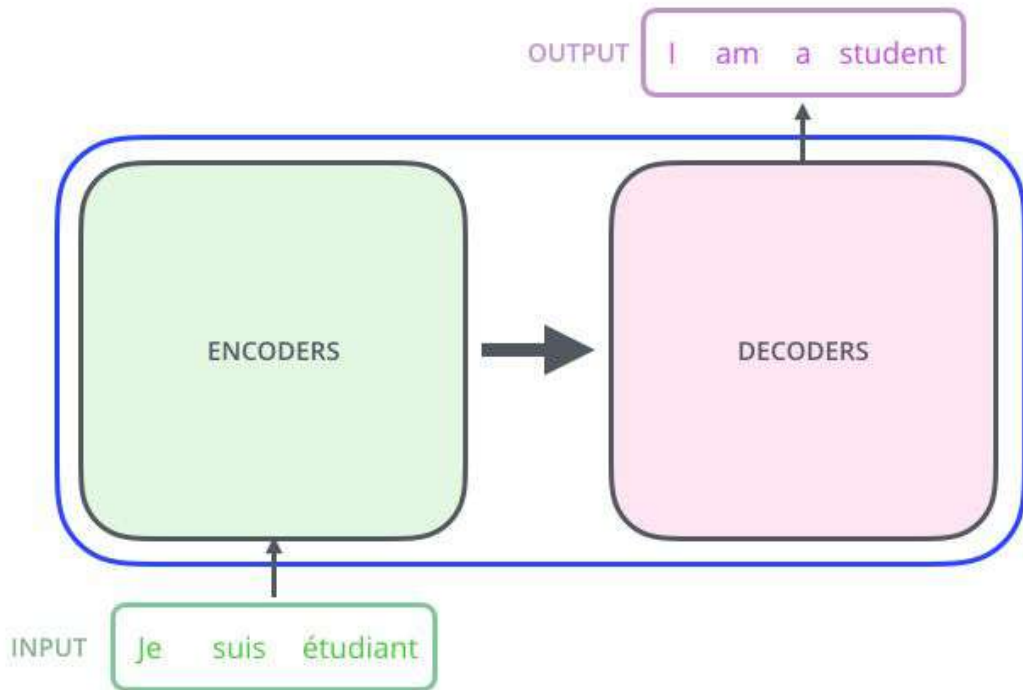 OUTPUT I am a student
ENCODERS DECODERS
INPUT Je suis étudiant